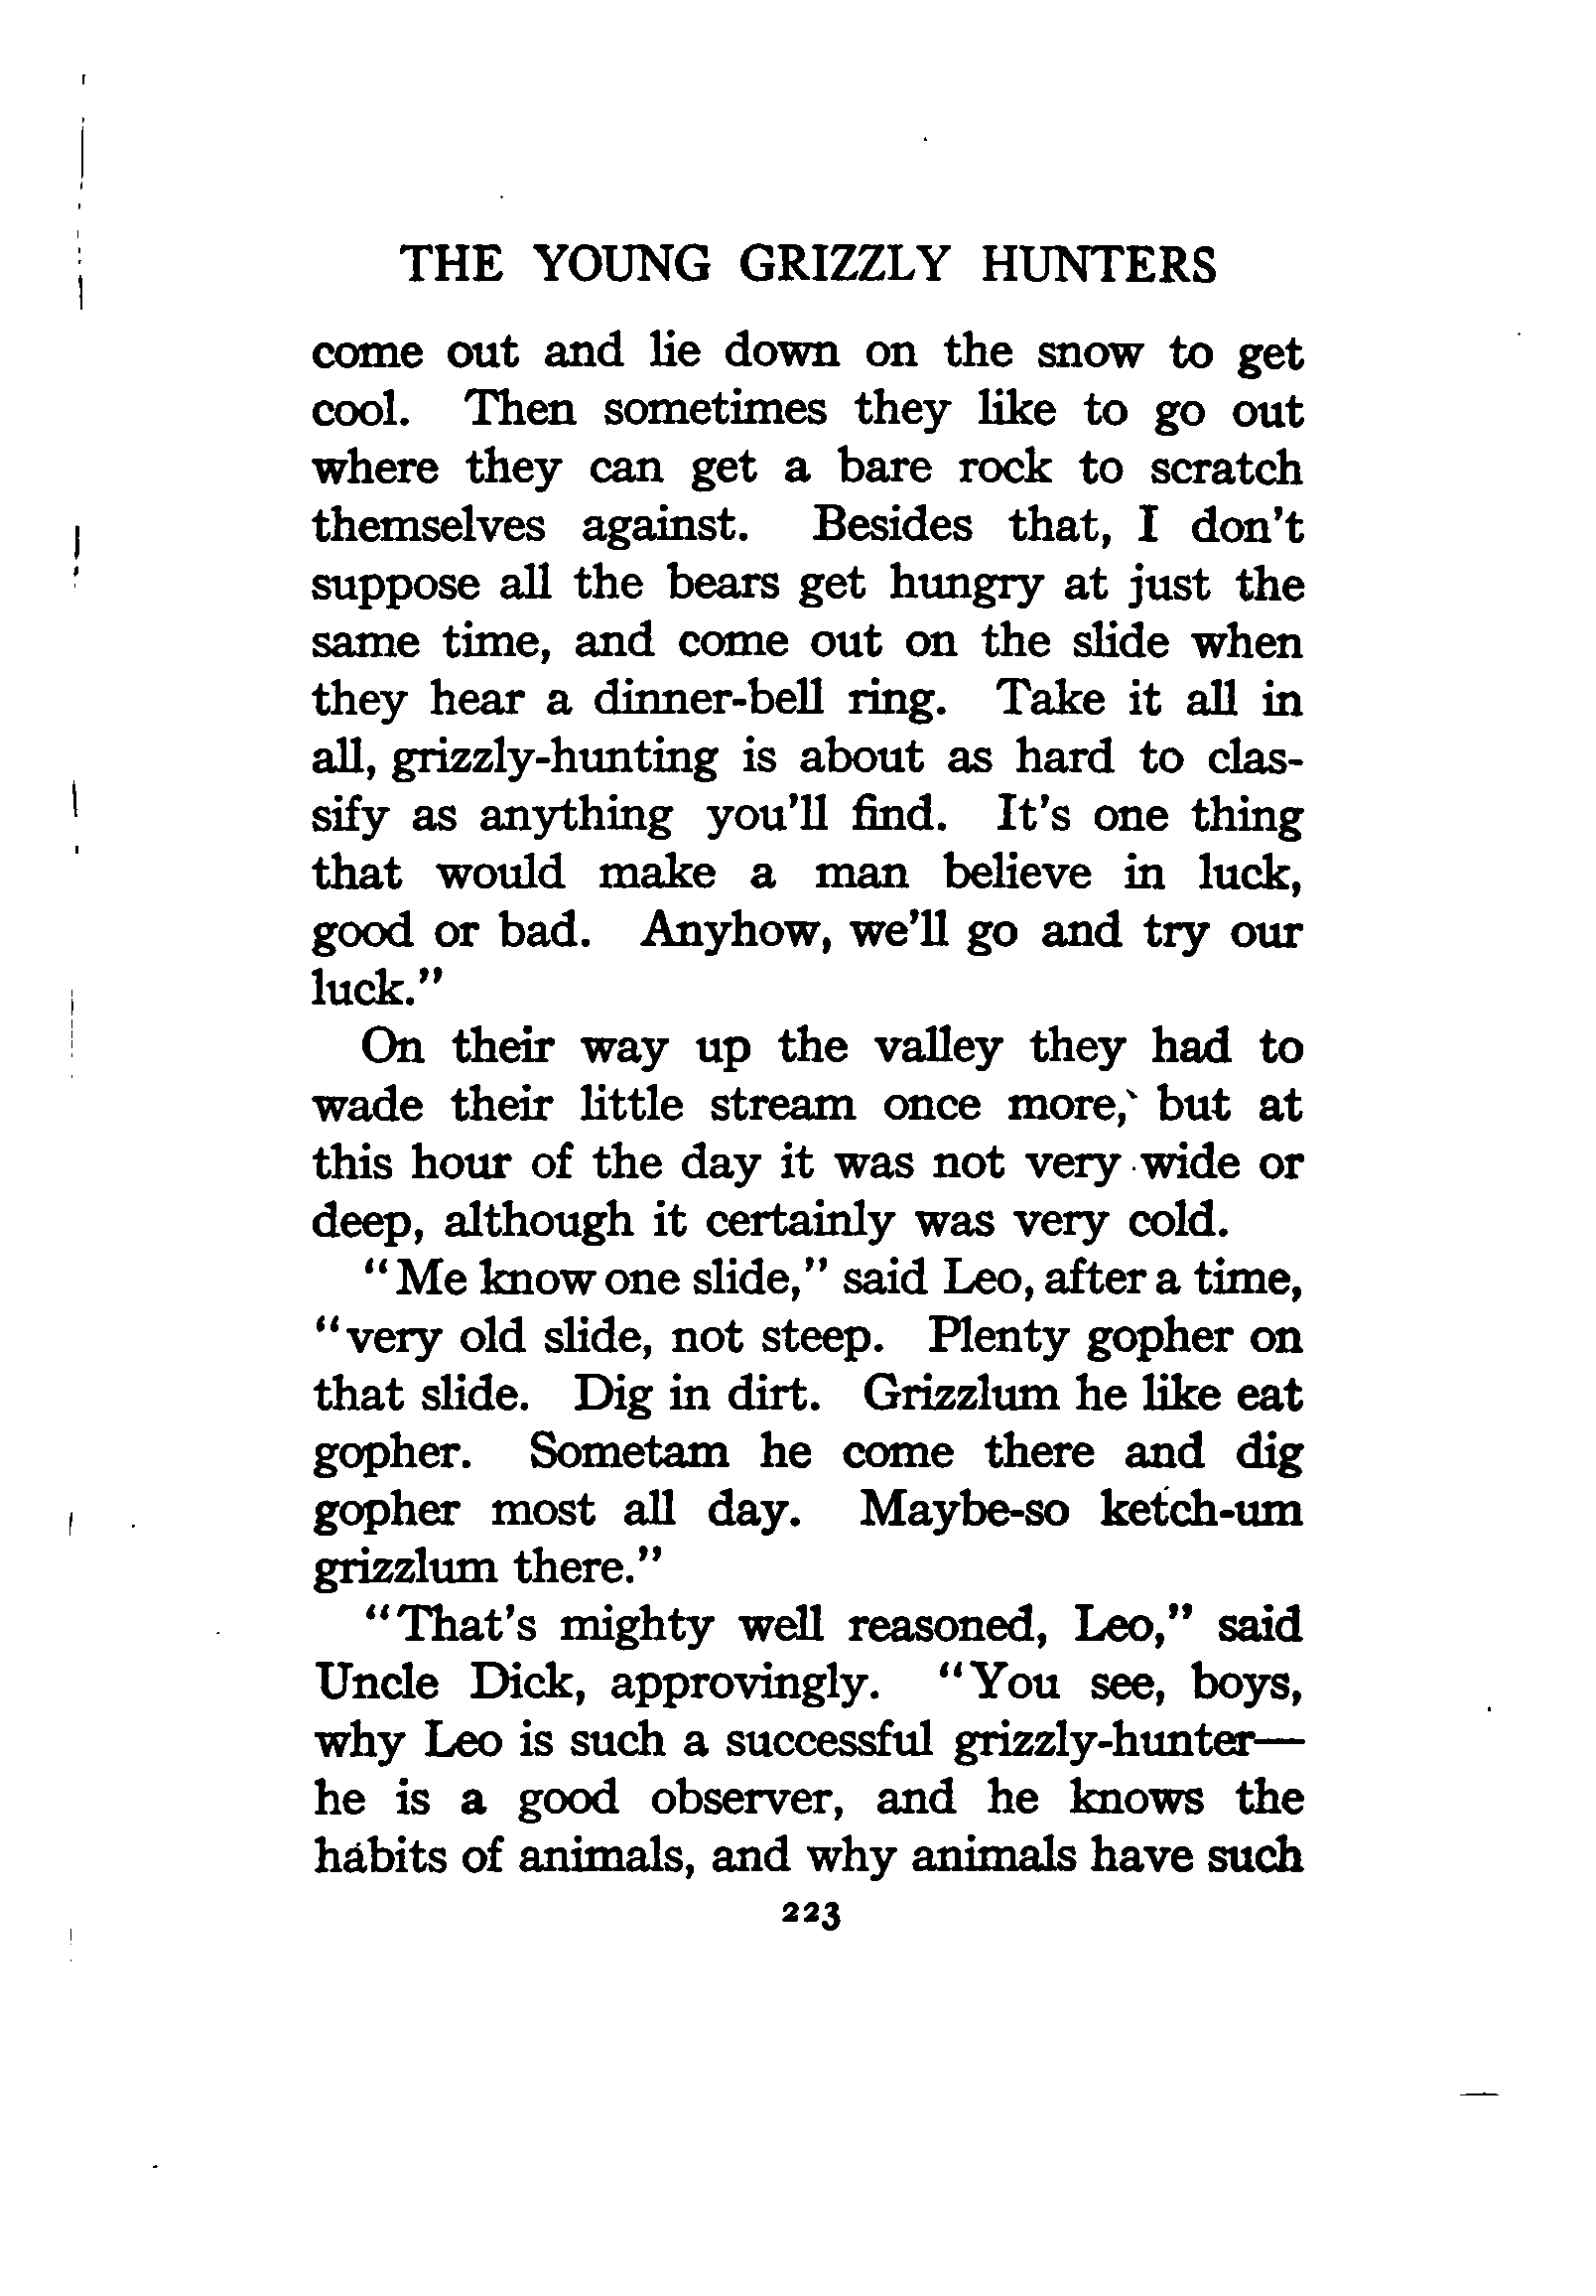 THE YOUNG GRIZZLY HUNTERS
come out and lie down on the snow to get
cool. Then sometimes they like to go out
where they can get a bare rock to scratch
themselves against. Besides that, I don't
suppose all the bears get hungry at just the
same time, and come out on the slide when
they hear a dinner-bell ring. Take it all in
all, grizzly-hunting is about as hard to clas-
sify as anything you'll find. It's one thing
that would make a man believe in luck,
good or bad. Anyhow, we'll go and try our
luck."
On their way up the valley they had to
wade their little stream once more, but at
this hour of the day it was not very wide or
deep, although it certainly was very cold.
"Me know one slide," said Leo, after a time,
"very old slide, not steep. Plenty gopher on
that slide. Dig in dirt. Grizzlum he like eat
gopher. Sometam he come there and dig
gopher most all day. Maybe-so ketch-um
grizzlum there."
"That's mighty well reasoned, Leo," said
Uncle Dick, approvingly. "You see, boys,
why Leo is such a successful grizzly-hunter—
he is a good observer, and he knows the
habits of animals, and why animals have such
223